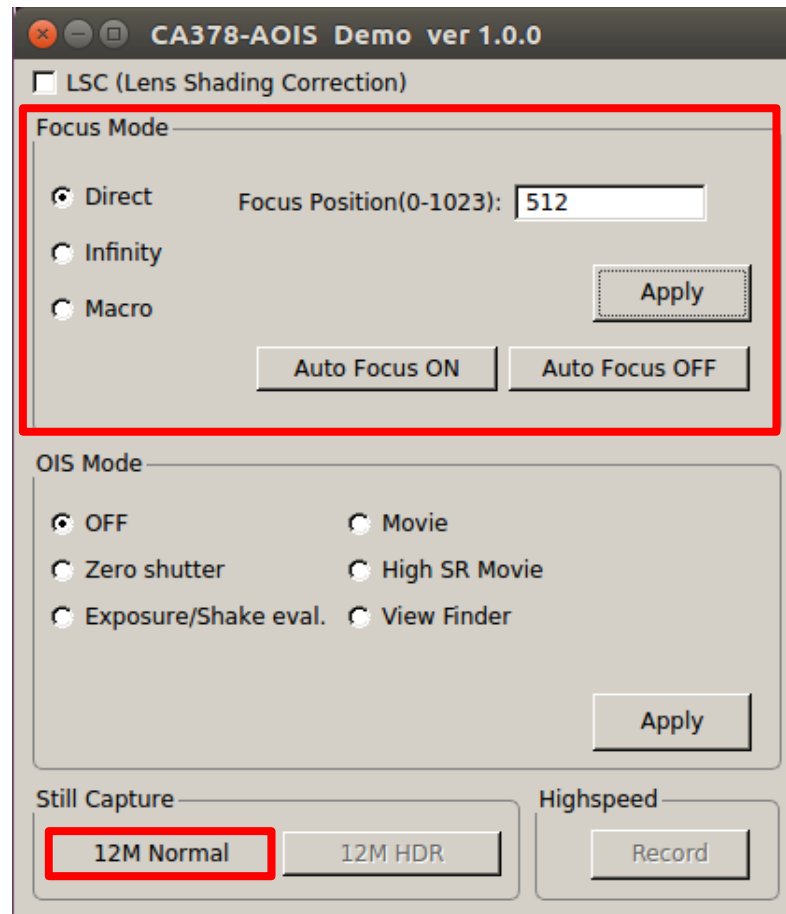 CA378-AOIS Demo ver 1.0.0
LSC (Lens Shading Correction)
Focus Mode
Direct
Focus Position(0-1023): 512
Infinity
Macro
Apply
Auto Focus ON Auto Focus OFF
OIS Mode
OFF Movie
Zero shutter High SR Movie
Exposure/Shake eval. View Finder
Apply
Still Capture Highspeed
12M Normal 12M HDR Record